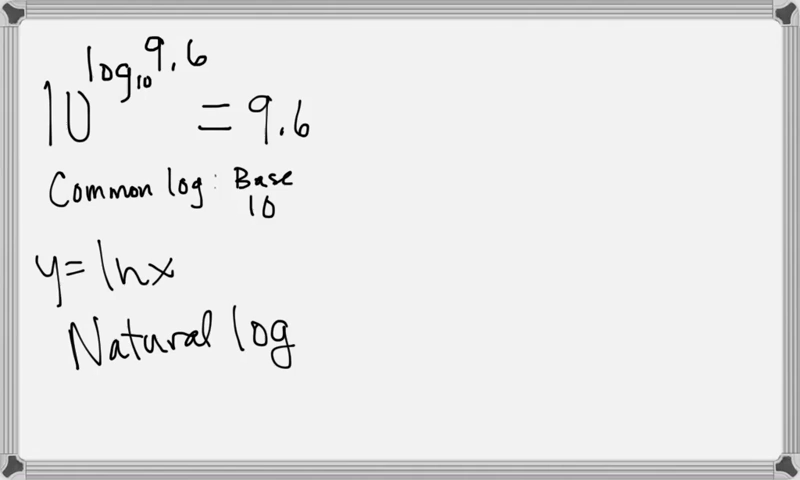 10^log₁₀9.6 = 9.6
Common log: Base
10
y = ln x
Natural log